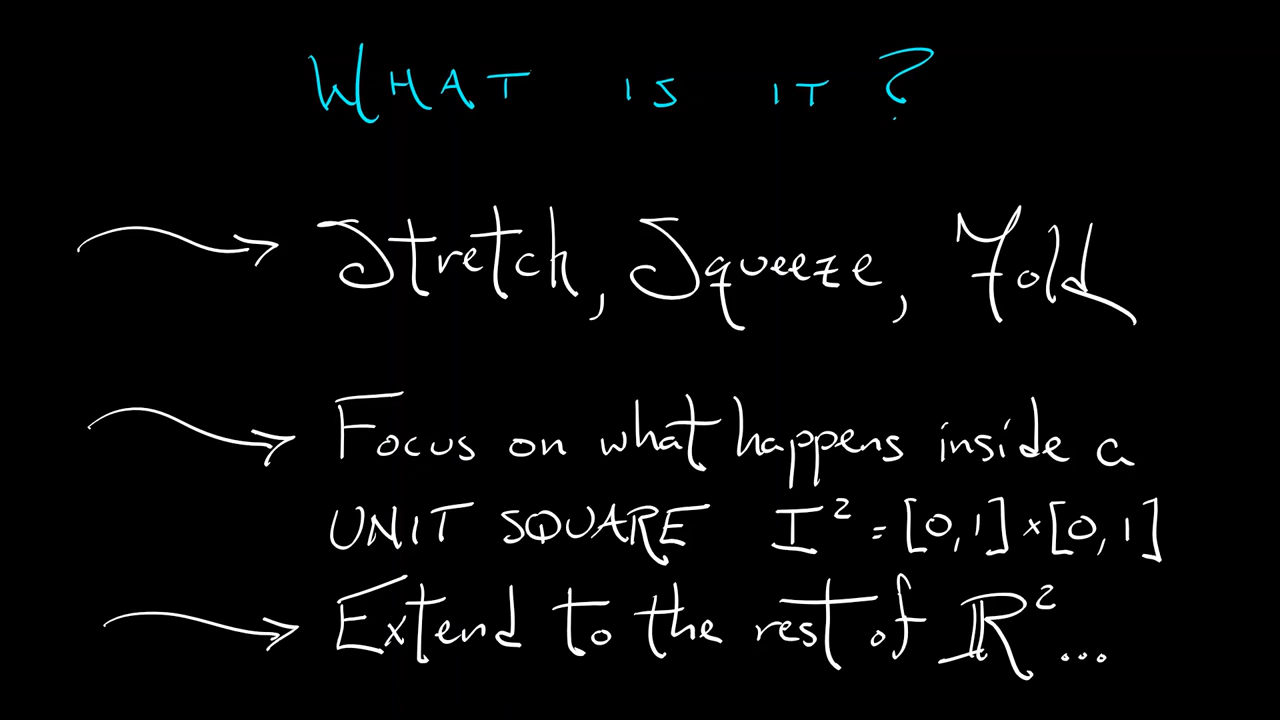 WHAT IS IT?
Stretch, Squeeze, Fold
Focus on what happens inside a
UNIT SQUARE I² = [0,1]×[0,1]
Extend to the rest of ℝ²...